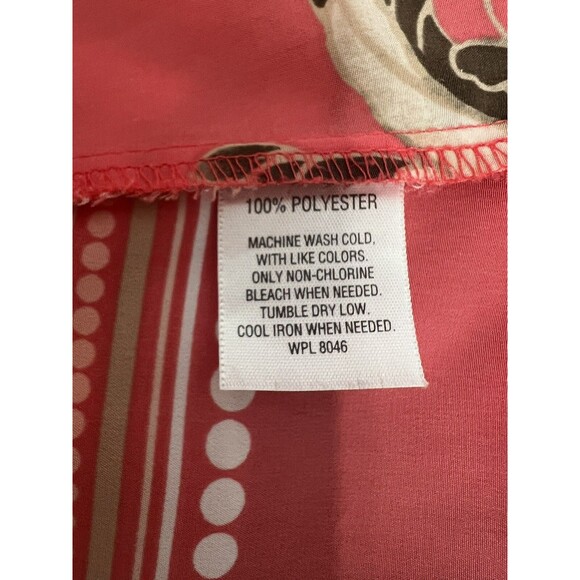 100% POLYESTER
MACHINE WASH COLD,
WITH LIKE COLORS.
ONLY NON-CHLORINE
BLEACH WHEN NEEDED.
TUMBLE DRY LOW.
COOL IRON WHEN NEEDED.
WPL 8046